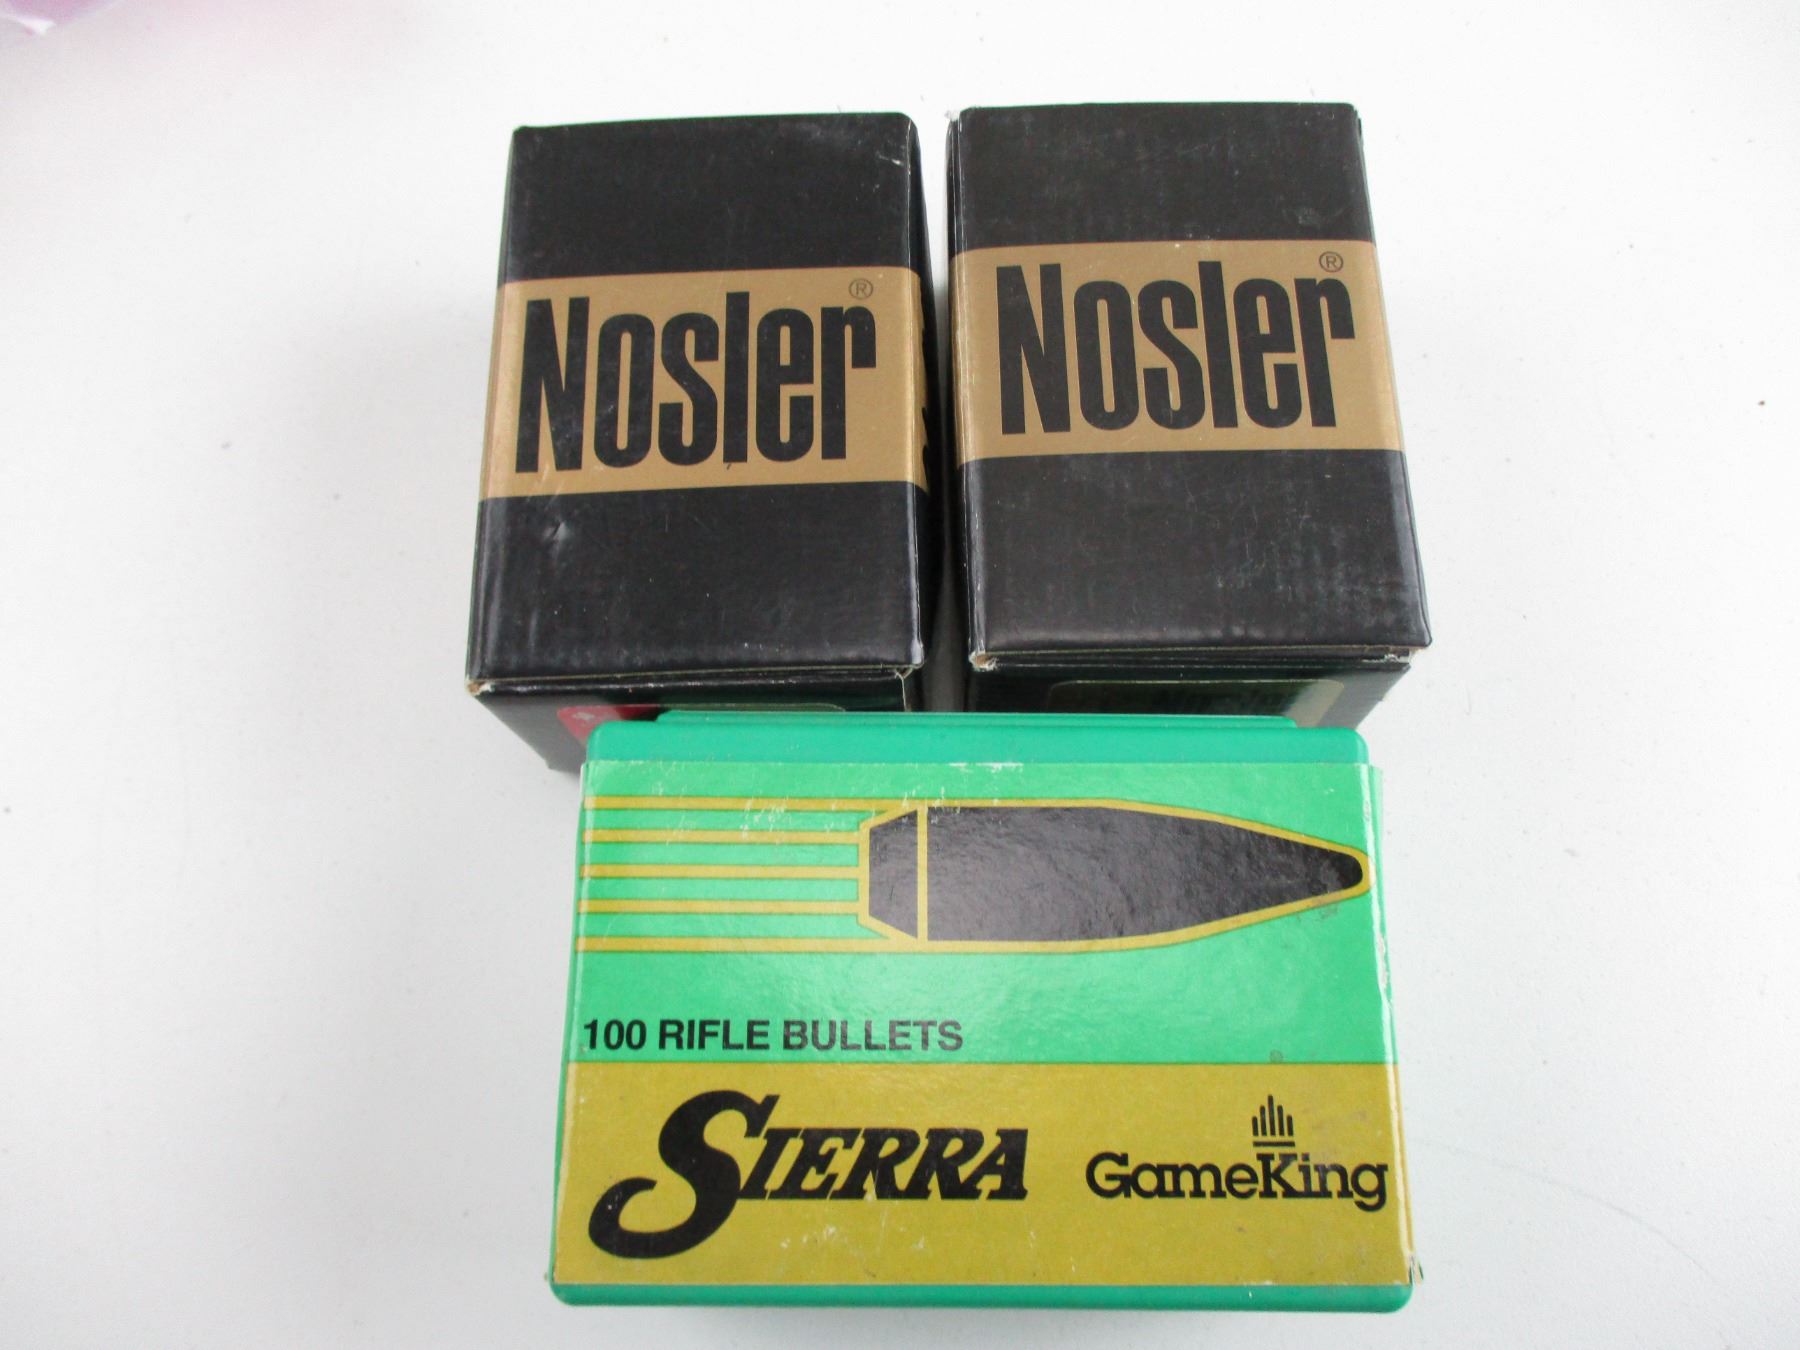 Nosler®
Nosler®
100 RIFLE BULLETS
SIERRA
GameKing